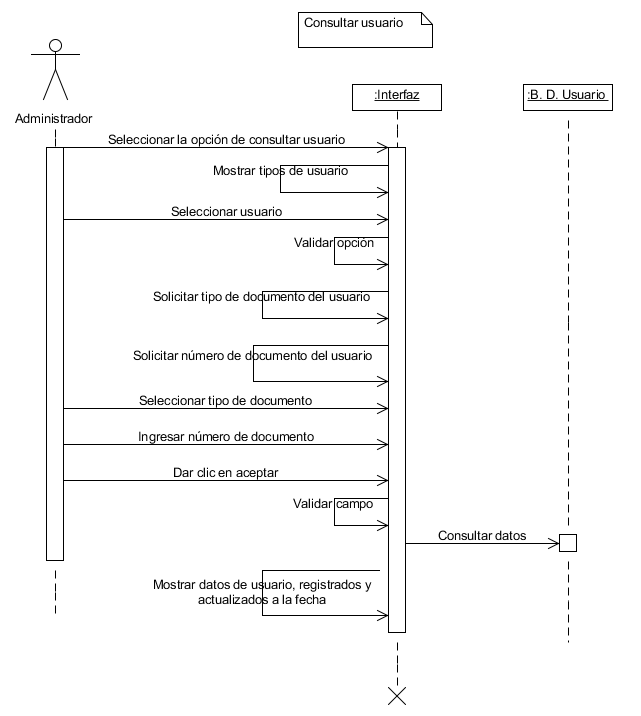 Consultar usuario
:Interfaz
:B. D. Usuario
Administrador
Seleccionar la opción de consultar usuario
Mostrar tipos de usuario
Seleccionar usuario
Validar opción
Solicitar tipo de documento del usuario
Solicitar número de documento del usuario
Seleccionar tipo de documento
Ingresar número de documento
Dar clic en aceptar
Validar campo
Consultar datos
Mostrar datos de usuario, registrados y
actualizados a la fecha